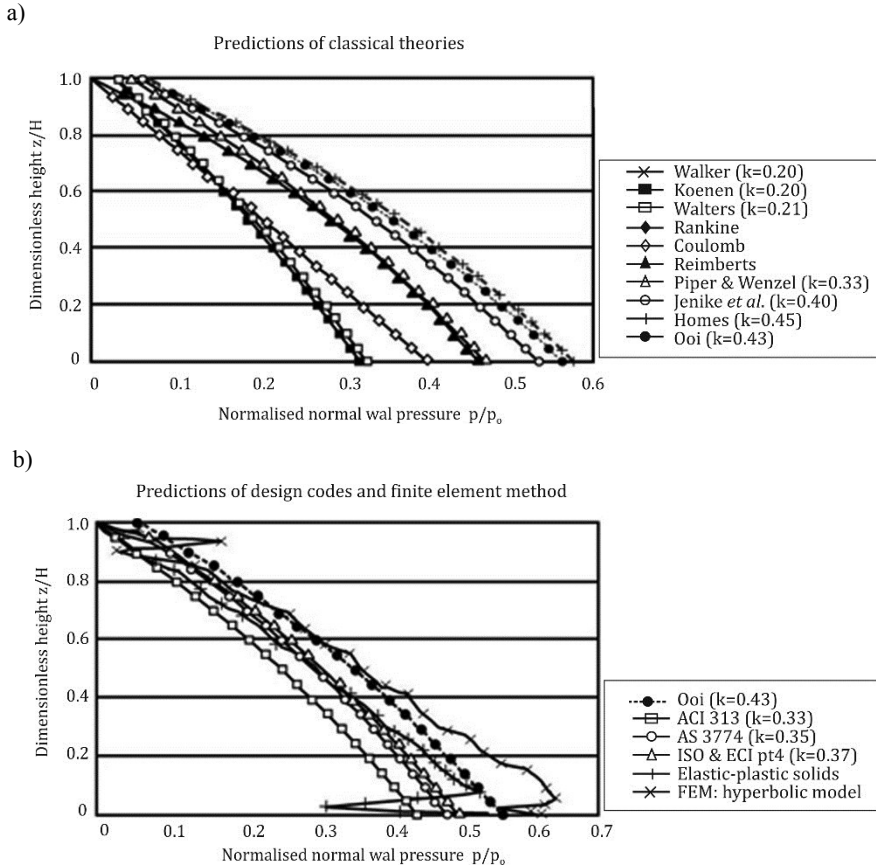 a)
Predictions of classical theories
Dimensionless height z/H
1.0
0.8
0.6
0.4
0.2
0
0 0.1 0.2 0.3 0.4 0.5 0.6
Normalised normal wal pressure p/pₒ
Walker (k=0.20)
Koenen (k=0.20)
Walters (k=0.21)
Rankine
Coulomb
Reimberts
Piper & Wenzel (k=0.33)
Jenike et al. (k=0.40)
Homes (k=0.45)
Ooi (k=0.43)
b)
Predictions of design codes and finite element method
Dimensionless height z/H
1.0
0.8
0.6
0.4
0.2
0
0 0.1 0.2 0.3 0.4 0.5 0.6 0.7
Normalised normal wal pressure p/pₒ
Ooi (k=0.43)
ACI 313 (k=0.33)
AS 3774 (k=0.35)
ISO & ECI pt4 (k=0.37)
Elastic-plastic solids
FEM: hyperbolic model